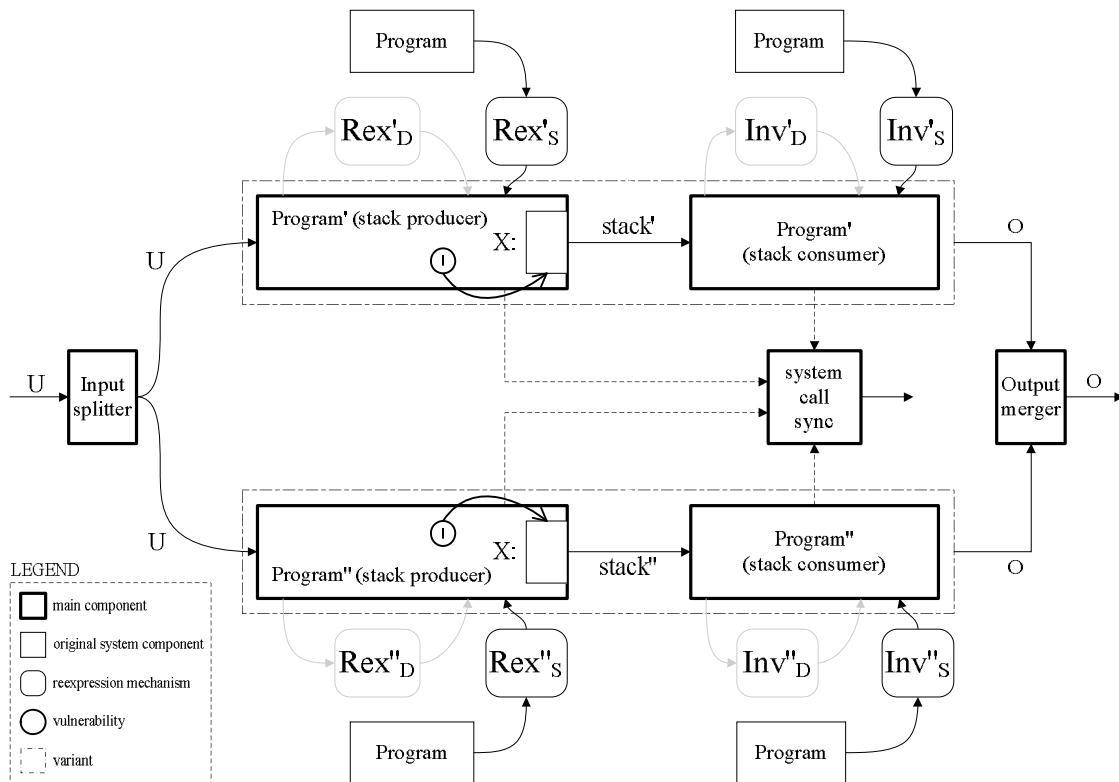 Program
Program
Rex'D
Rex'S
Inv'D
Inv'S
Program' (stack producer)
X:
I
stack'
Program'
(stack consumer)
O
U
U
Input
splitter
system
call
sync
Output
merger
O
U
I
X:
Program'' (stack producer)
stack''
Program''
(stack consumer)
O
Rex''D
Rex''S
Inv''D
Inv''S
Program
Program
LEGEND
main component
original system component
reexpression mechanism
vulnerability
variant